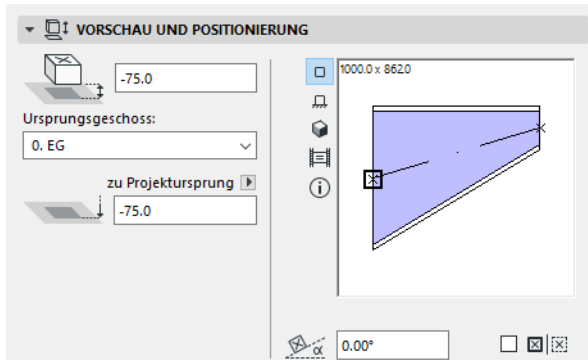 VORSCHAU UND POSITIONIERUNG
-75.0
1000.0 x 862.0
Ursprungsgeschoss:
0. EG
zu Projektursprung
-75.0
α
0.00°